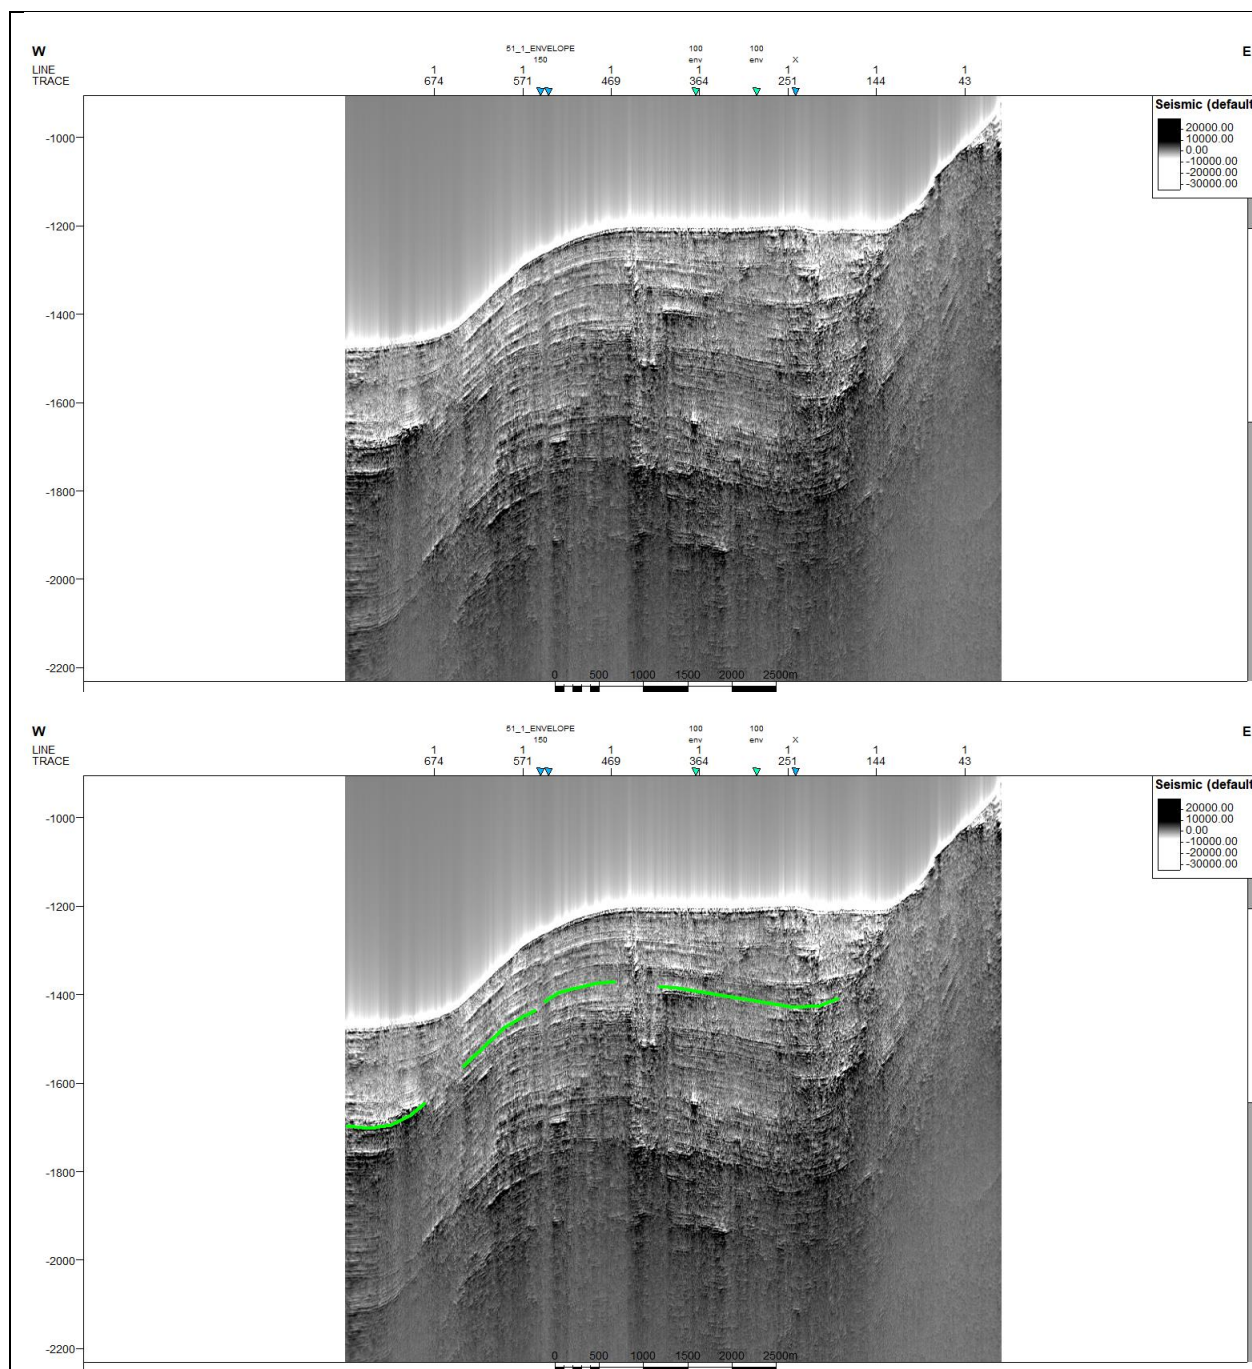 W 51_1_ENVELOPE 100 100 E
150 env env X
LINE 1 1 1 1 1 1 1
TRACE 674 571 469 364 251 144 43
Seismic (default
-1000 20000.00
10000.00
0.00
-10000.00
-20000.00
-30000.00
-1200
-1400
-1600
-1800
-2000
-2200
0 500 1000 1500 2000 2500m
W 51_1_ENVELOPE 100 100 E
150 env env X
LINE 1 1 1 1 1 1 1
TRACE 674 571 469 364 251 144 43
Seismic (default
-1000 20000.00
10000.00
0.00
-10000.00
-20000.00
-30000.00
-1200
-1400
-1600
-1800
-2000
-2200
0 500 1000 1500 2000 2500m